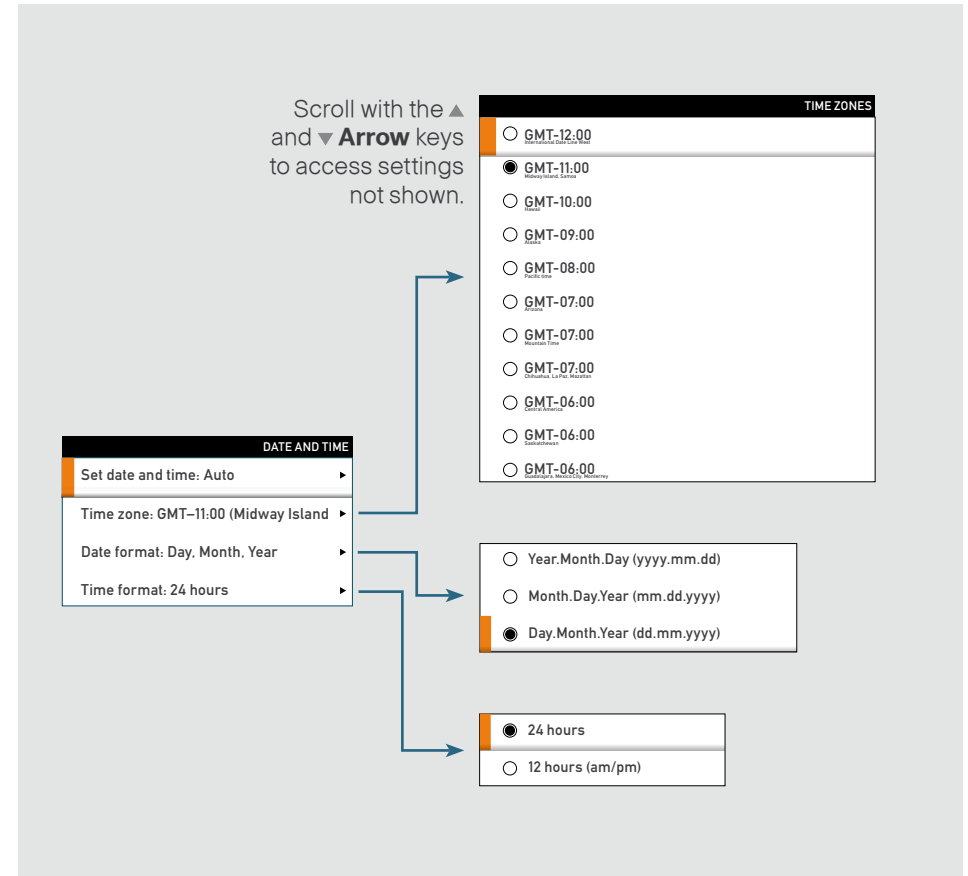 Scroll with the ▲
and ▼ Arrow keys
to access settings
not shown.
TIME ZONES
GMT-12:00
International Date Line West
GMT-11:00
Midway Island, Samoa
GMT-10:00
Hawaii
GMT-09:00
Alaska
GMT-08:00
Pacific time
GMT-07:00
Arizona
GMT-07:00
Mountain Time
GMT-07:00
Chihuahua, La Paz, Mazatlan
GMT-06:00
Central America
GMT-06:00
Saskatchewan
GMT-06:00
Guadalajara, Mexico City, Monterrey
DATE AND TIME
Set date and time: Auto
Time zone: GMT–11:00 (Midway Island
Date format: Day, Month, Year
Time format: 24 hours
Year.Month.Day (yyyy.mm.dd)
Month.Day.Year (mm.dd.yyyy)
Day.Month.Year (dd.mm.yyyy)
24 hours
12 hours (am/pm)